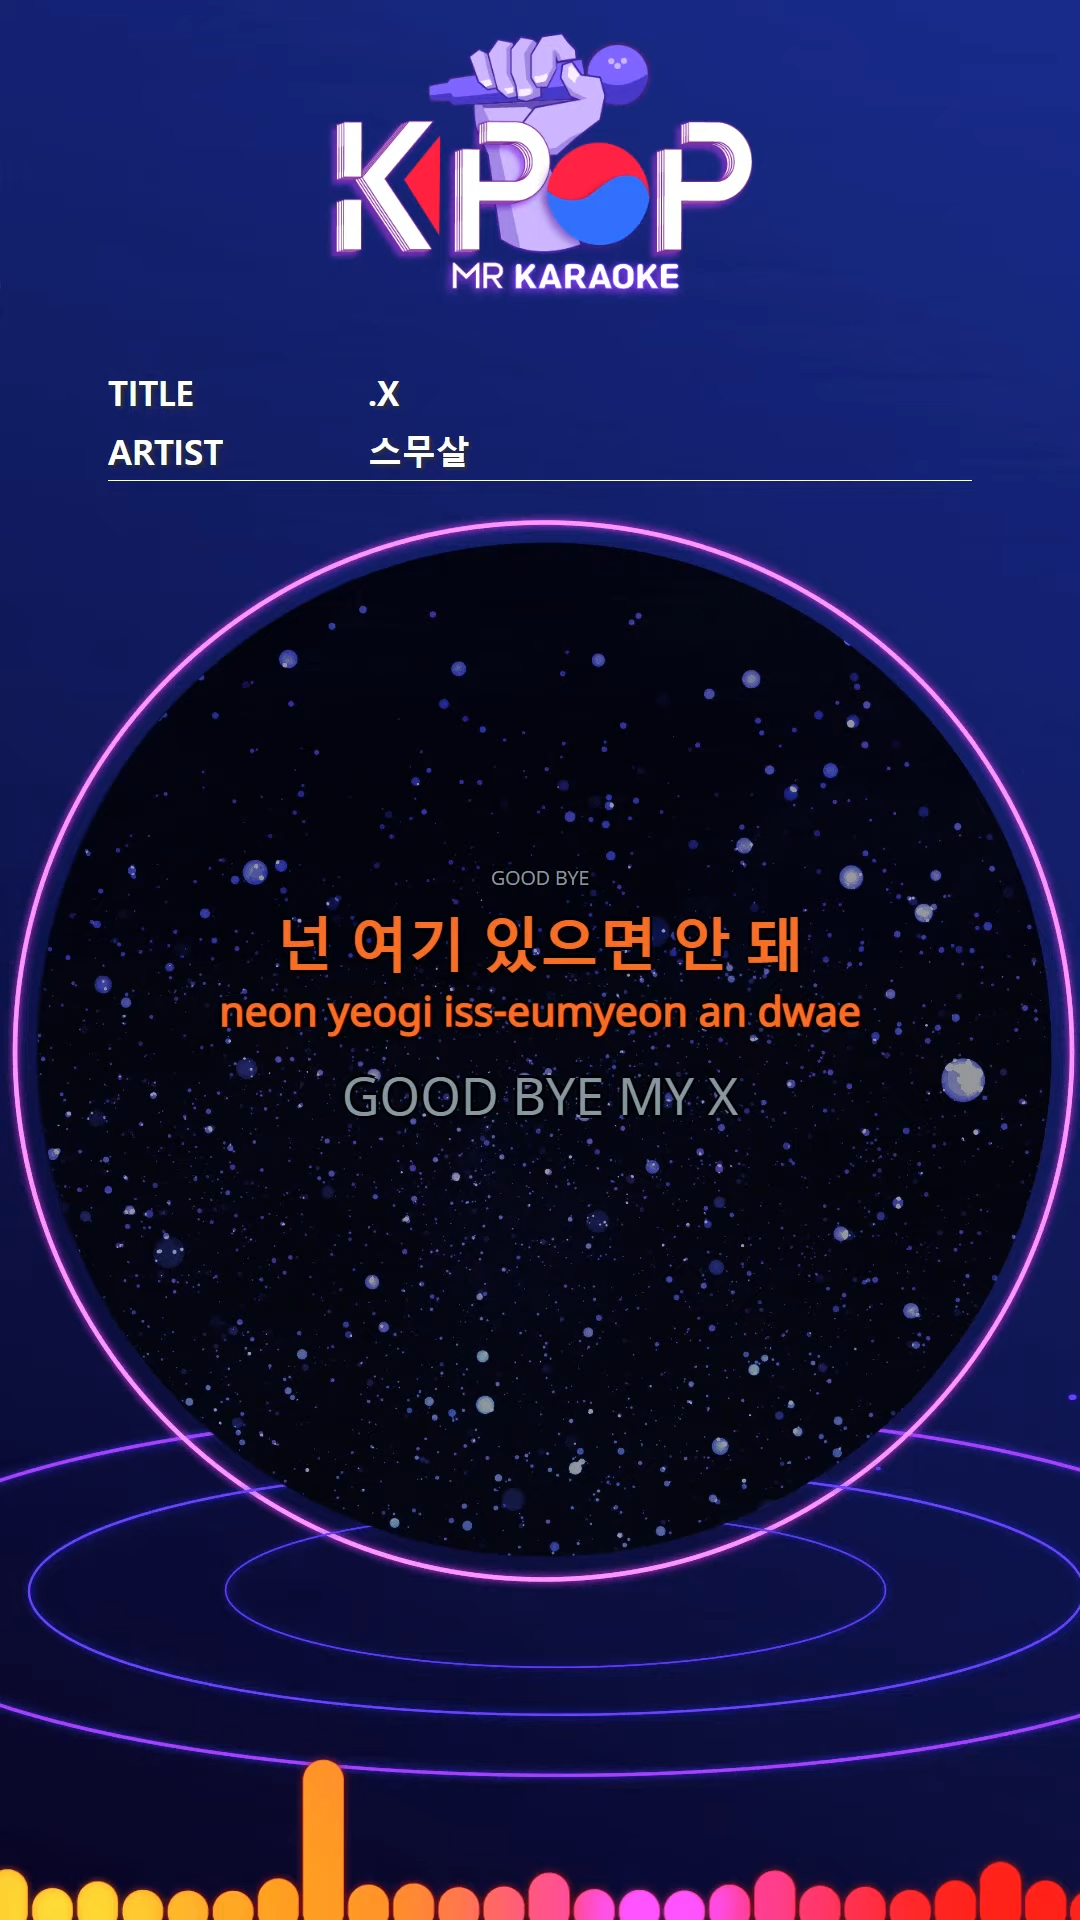 KPOP
MR KARAOKE
TITLE .X
ARTIST 스무살
GOOD BYE
넌 여기 있으면 안 돼
neon yeogi iss-eumyeon an dwae
GOOD BYE MY X